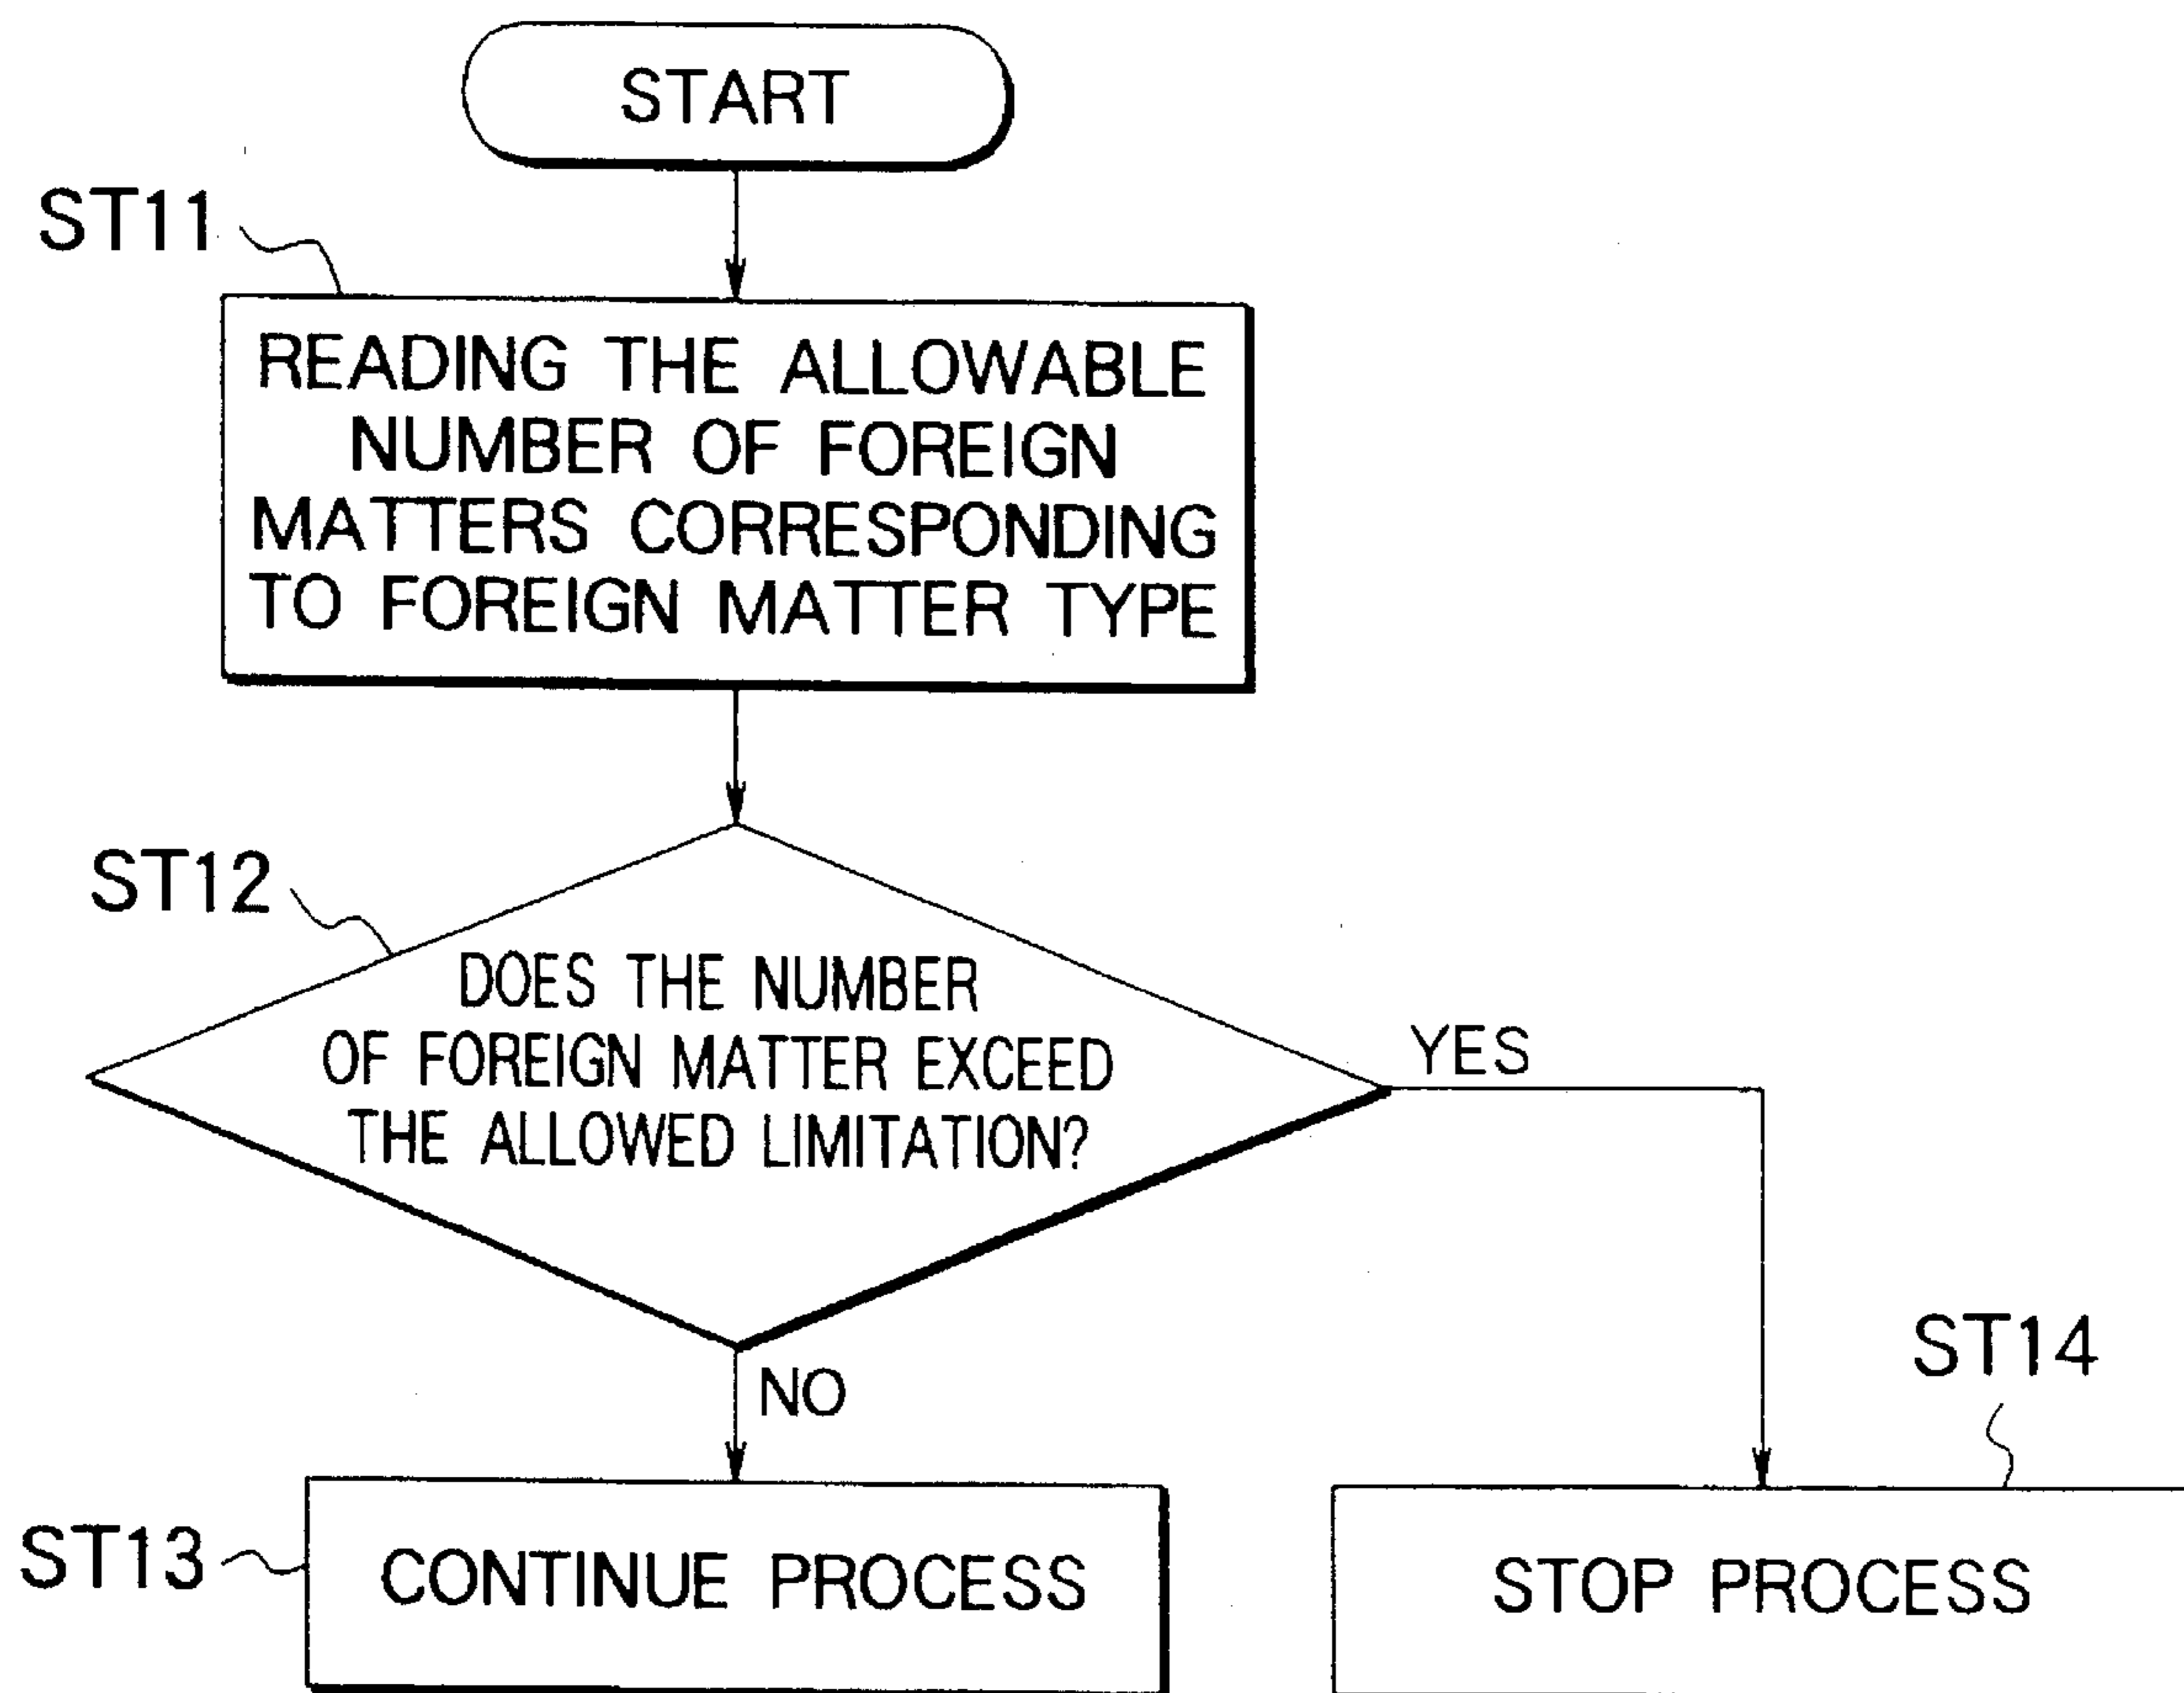 START
ST11
READING THE ALLOWABLE
NUMBER OF FOREIGN
MATTERS CORRESPONDING
TO FOREIGN MATTER TYPE
ST12
DOES THE NUMBER
OF FOREIGN MATTER EXCEED
THE ALLOWED LIMITATION?
YES
NO
ST14
ST13
CONTINUE PROCESS
STOP PROCESS